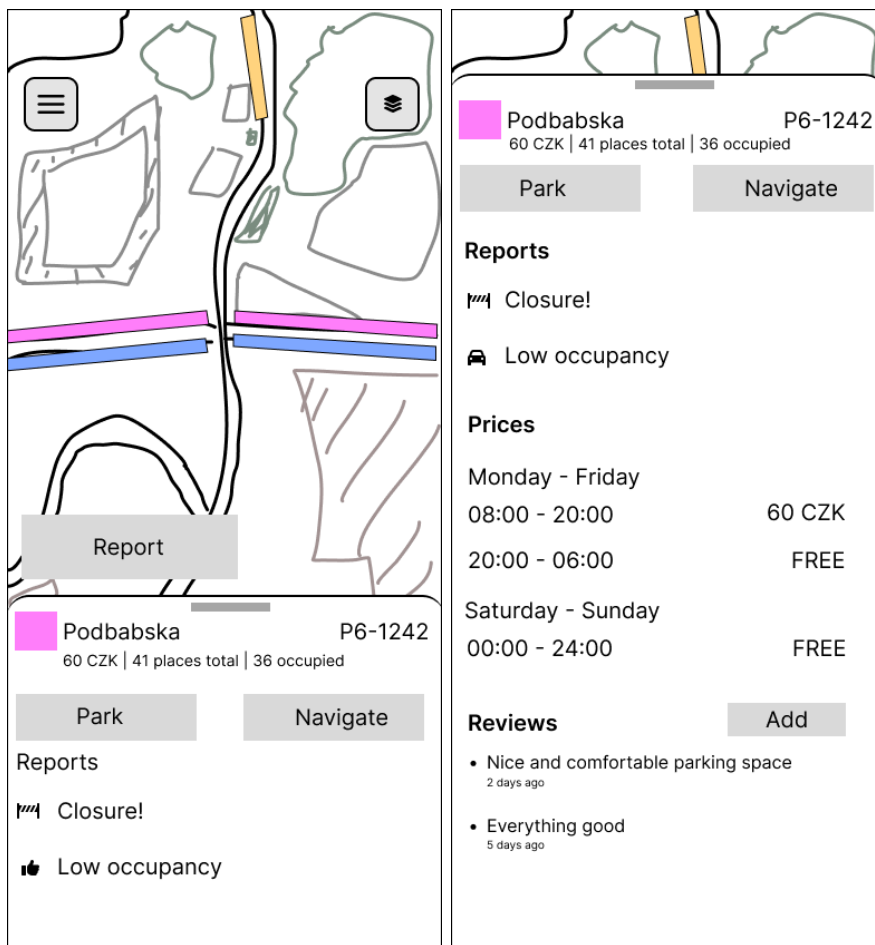 Report
Podbabska P6-1242
60 CZK | 41 places total | 36 occupied
Park Navigate
Reports
Closure!
Low occupancy
Podbabska P6-1242
60 CZK | 41 places total | 36 occupied
Park Navigate
Reports
Closure!
Low occupancy
Prices
Monday - Friday
08:00 - 20:00 60 CZK
20:00 - 06:00 FREE
Saturday - Sunday
00:00 - 24:00 FREE
Reviews Add
• Nice and comfortable parking space
2 days ago
• Everything good
5 days ago